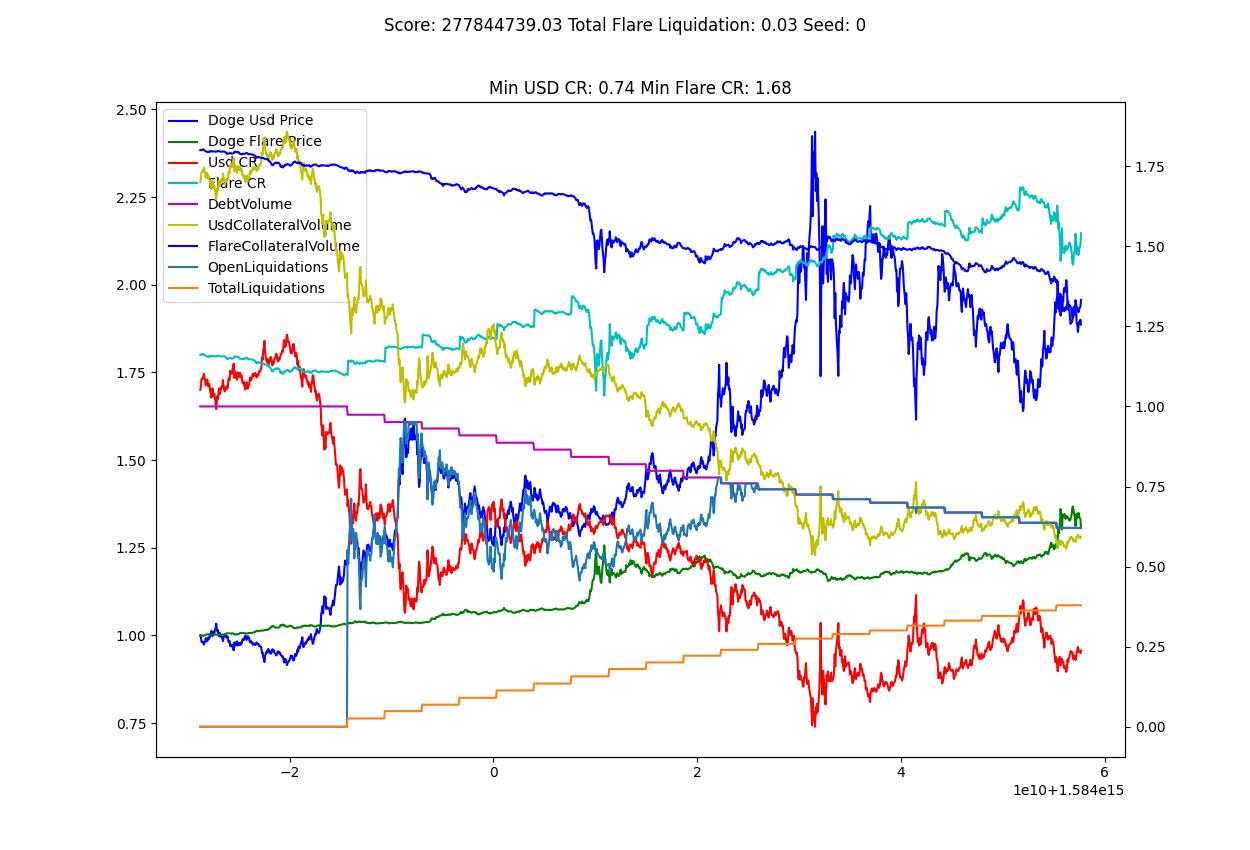 Score: 277844739.03 Total Flare Liquidation: 0.03 Seed: 0
Min USD CR: 0.74 Min Flare CR: 1.68
Doge Usd Price
Doge Flare Price
Usd CR
Flare CR
DebtVolume
UsdCollateralVolume
FlareCollateralVolume
OpenLiquidations
TotalLiquidations
2.50
2.25
2.00
1.75
1.50
1.25
1.00
0.75
1.75
1.50
1.25
1.00
0.75
0.50
0.25
0.00
−2 0 2 4 6
1e10+1.584e15